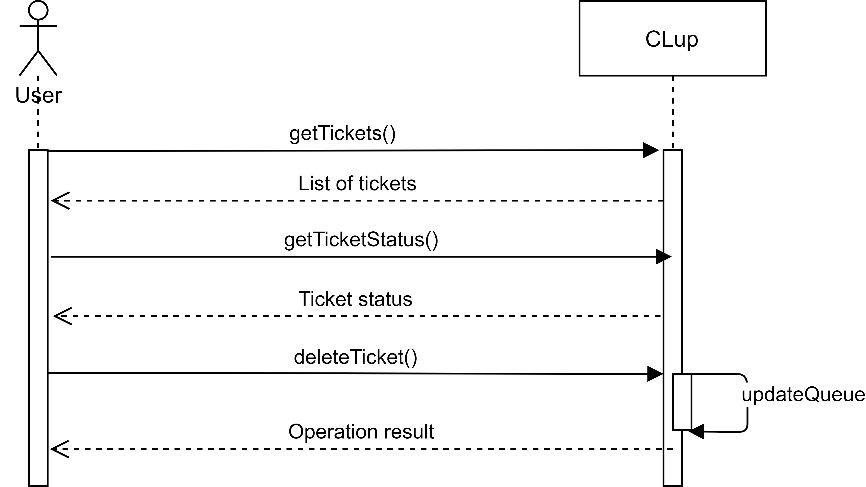 User
CLup
getTickets()
List of tickets
getTicketStatus()
Ticket status
deleteTicket()
updateQueue
Operation result